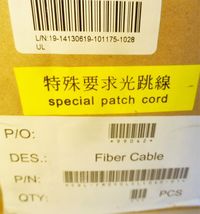 L/N:19-14130619-101175-1028
UL
特殊要求光跳線
special patch cord
P/O:
*99042*
DES.: Fiber Cable
P/N:
QTY: PCS